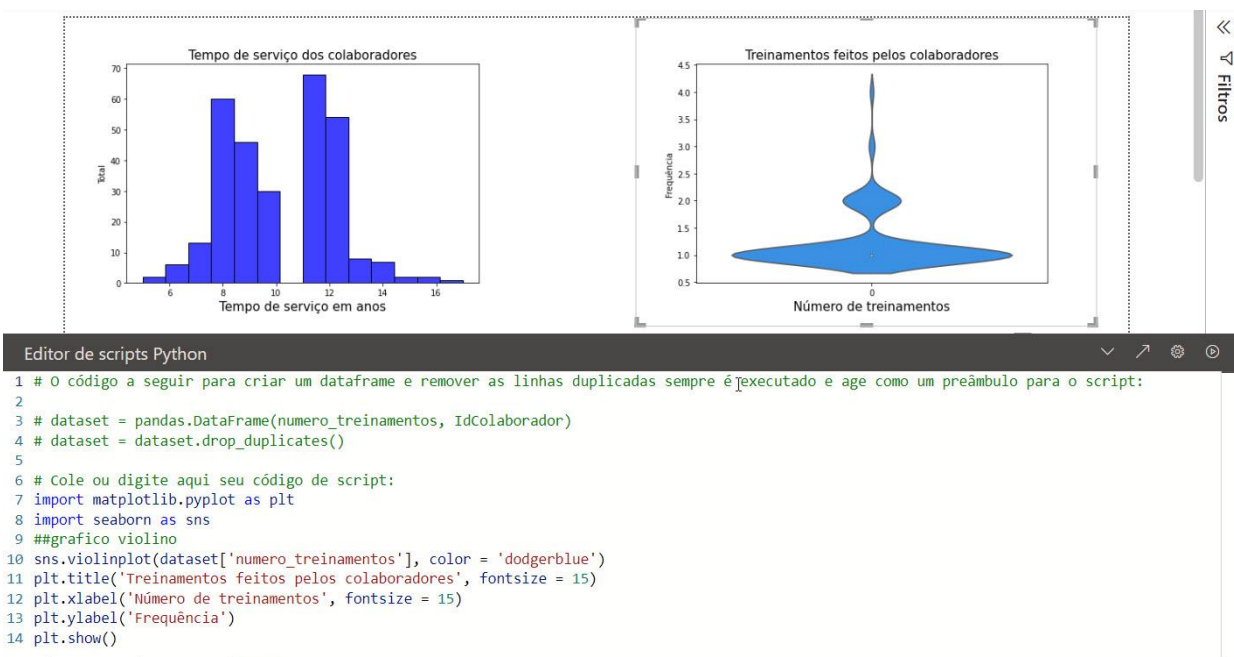 Tempo de serviço dos colaboradores
70
60
50
40
30
20
10
0
Total
6 8 10 12 14 16
Tempo de serviço em anos
Treinamentos feitos pelos colaboradores
4.5
4.0
3.5
3.0
2.5
2.0
1.5
1.0
0.5
Frequência
0
Número de treinamentos
Filtros
Editor de scripts Python
1 # O código a seguir para criar um dataframe e remover as linhas duplicadas sempre é executado e age como um preâmbulo para o script:
2
3 # dataset = pandas.DataFrame(numero_treinamentos, IdColaborador)
4 # dataset = dataset.drop_duplicates()
5
6 # Cole ou digite aqui seu código de script:
7 import matplotlib.pyplot as plt
8 import seaborn as sns
9 ##grafico violino
10 sns.violinplot(dataset['numero_treinamentos'], color = 'dodgerblue')
11 plt.title('Treinamentos feitos pelos colaboradores', fontsize = 15)
12 plt.xlabel('Número de treinamentos', fontsize = 15)
13 plt.ylabel('Frequência')
14 plt.show()